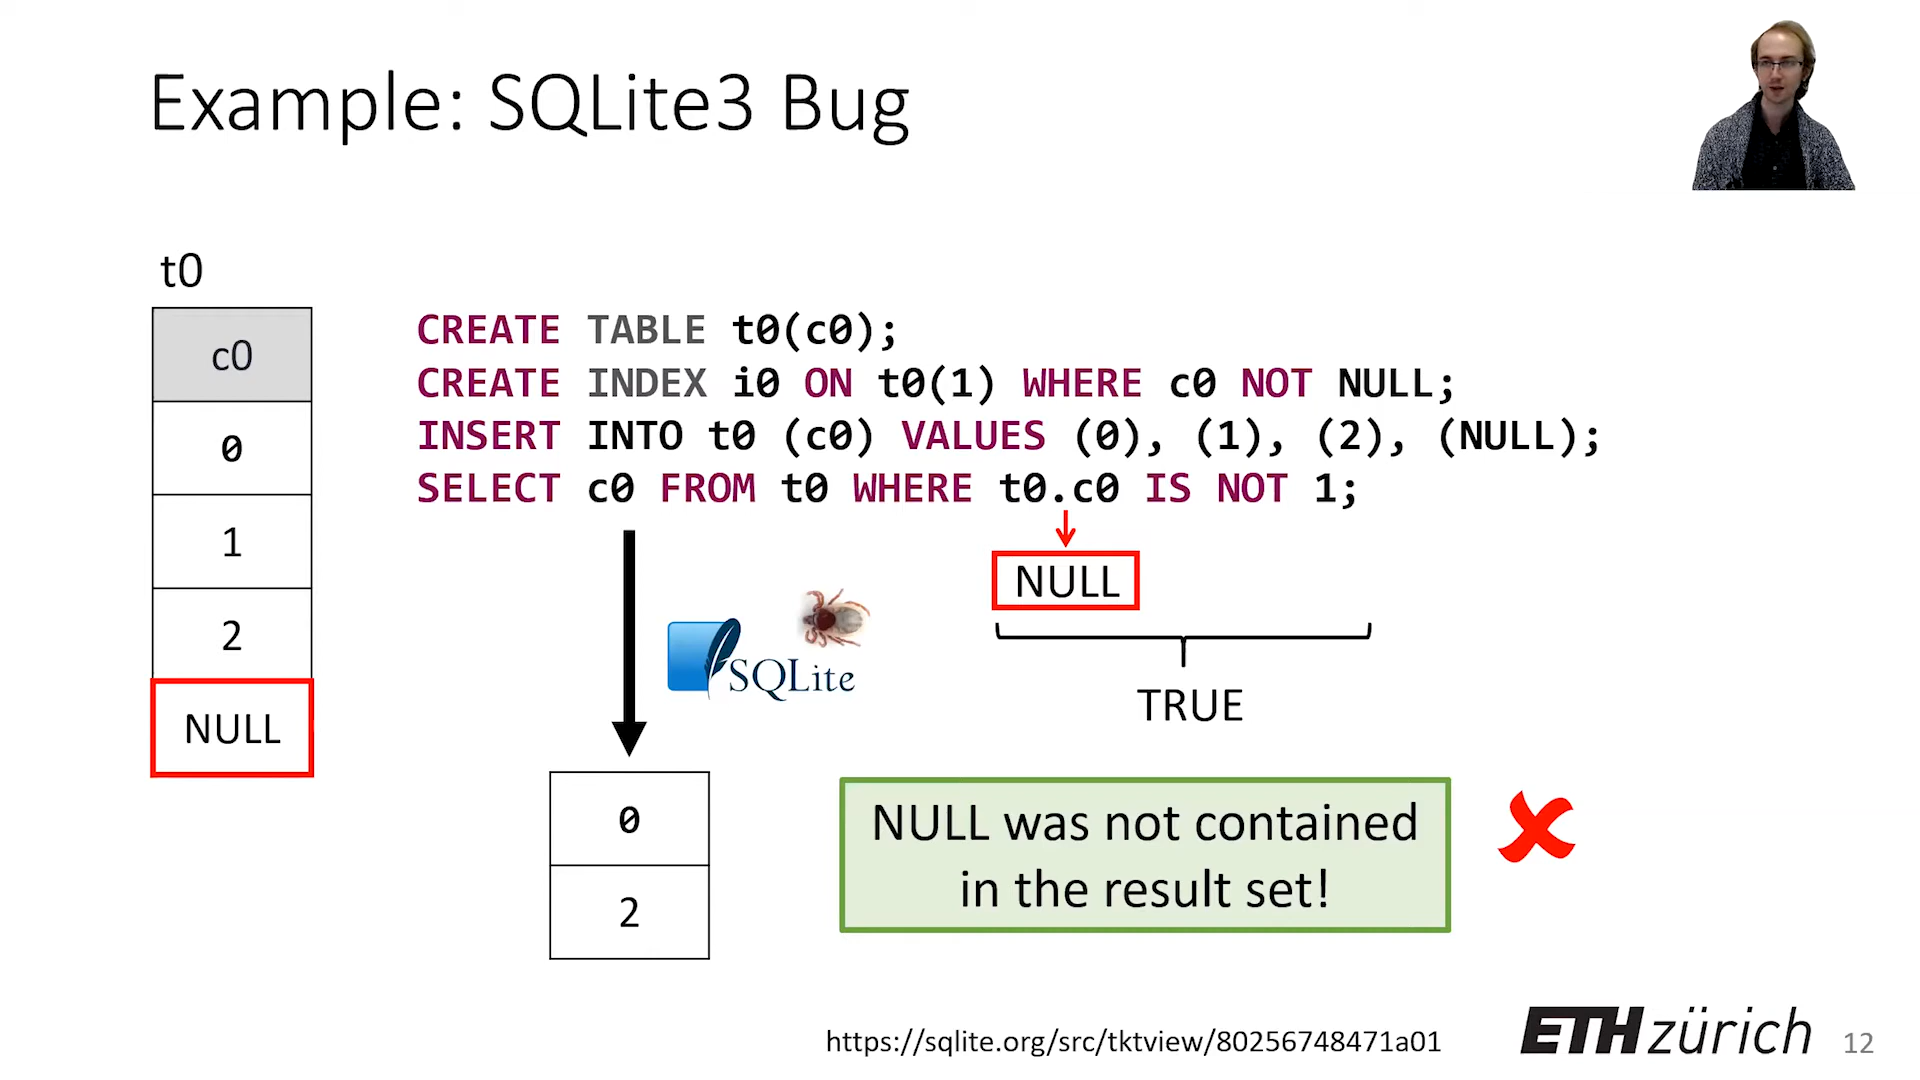 Example: SQLite3 Bug
t0
c0
0
1
2
NULL
CREATE TABLE t0(c0);
CREATE INDEX i0 ON t0(1) WHERE c0 NOT NULL;
INSERT INTO t0 (c0) VALUES (0), (1), (2), (NULL);
SELECT c0 FROM t0 WHERE t0.c0 IS NOT 1;
NULL
TRUE
SQLite
0
2
NULL was not contained
in the result set!
https://sqlite.org/src/tktview/80256748471a01
ETH zürich
12